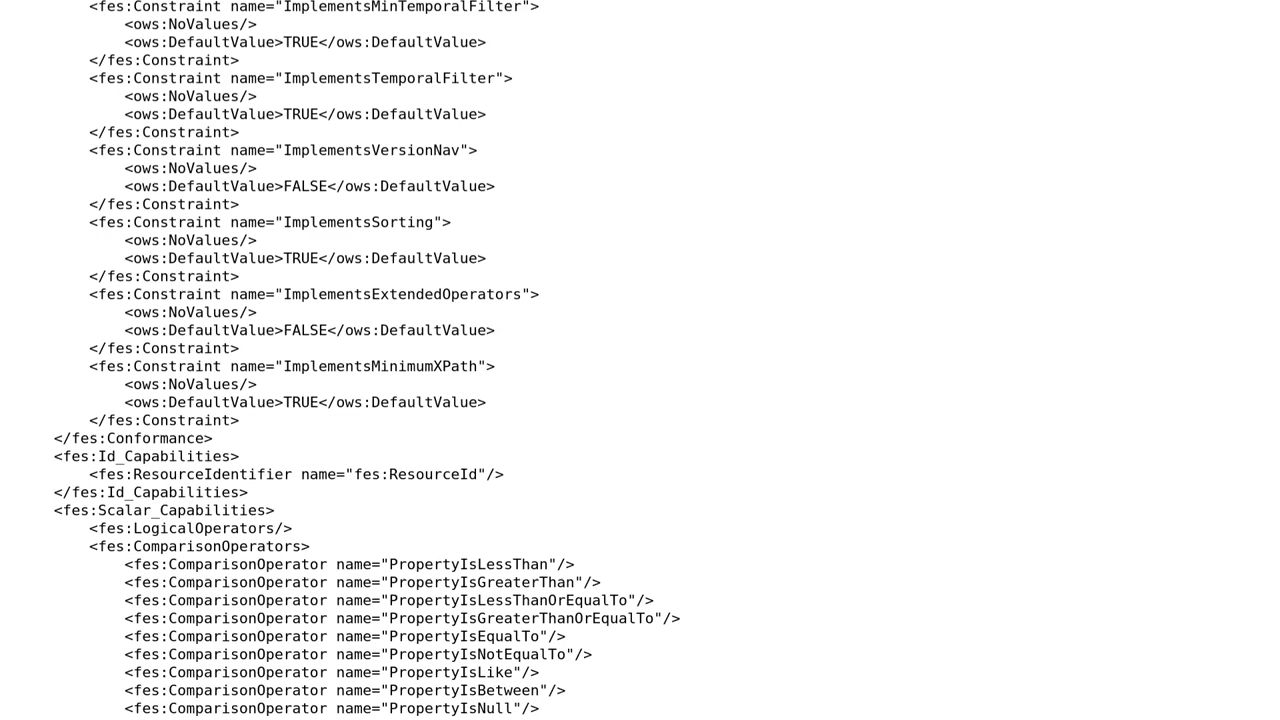 <fes:Constraint name="ImplementsMinTemporalFilter">
<ows:NoValues/>
<ows:DefaultValue>TRUE</ows:DefaultValue>
</fes:Constraint>
<fes:Constraint name="ImplementsTemporalFilter">
<ows:NoValues/>
<ows:DefaultValue>TRUE</ows:DefaultValue>
</fes:Constraint>
<fes:Constraint name="ImplementsVersionNav">
<ows:NoValues/>
<ows:DefaultValue>FALSE</ows:DefaultValue>
</fes:Constraint>
<fes:Constraint name="ImplementsSorting">
<ows:NoValues/>
<ows:DefaultValue>TRUE</ows:DefaultValue>
</fes:Constraint>
<fes:Constraint name="ImplementsExtendedOperators">
<ows:NoValues/>
<ows:DefaultValue>FALSE</ows:DefaultValue>
</fes:Constraint>
<fes:Constraint name="ImplementsMinimumXPath">
<ows:NoValues/>
<ows:DefaultValue>TRUE</ows:DefaultValue>
</fes:Constraint>
</fes:Conformance>
<fes:Id_Capabilities>
<fes:ResourceIdentifier name="fes:ResourceId"/>
</fes:Id_Capabilities>
<fes:Scalar_Capabilities>
<fes:LogicalOperators/>
<fes:ComparisonOperators>
<fes:ComparisonOperator name="PropertyIsLessThan"/>
<fes:ComparisonOperator name="PropertyIsGreaterThan"/>
<fes:ComparisonOperator name="PropertyIsLessThanOrEqualTo"/>
<fes:ComparisonOperator name="PropertyIsGreaterThanOrEqualTo"/>
<fes:ComparisonOperator name="PropertyIsEqualTo"/>
<fes:ComparisonOperator name="PropertyIsNotEqualTo"/>
<fes:ComparisonOperator name="PropertyIsLike"/>
<fes:ComparisonOperator name="PropertyIsBetween"/>
<fes:ComparisonOperator name="PropertyIsNull"/>